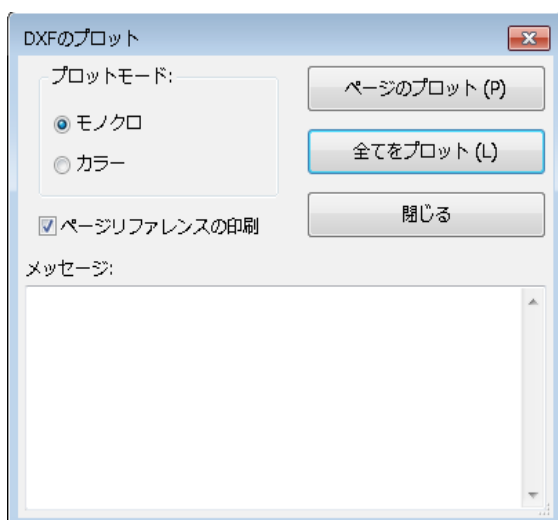 DXFのプロット
プロットモード:
モノクロ
カラー
ページリファレンスの印刷
ページのプロット (P)
全てをプロット (L)
閉じる
メッセージ: